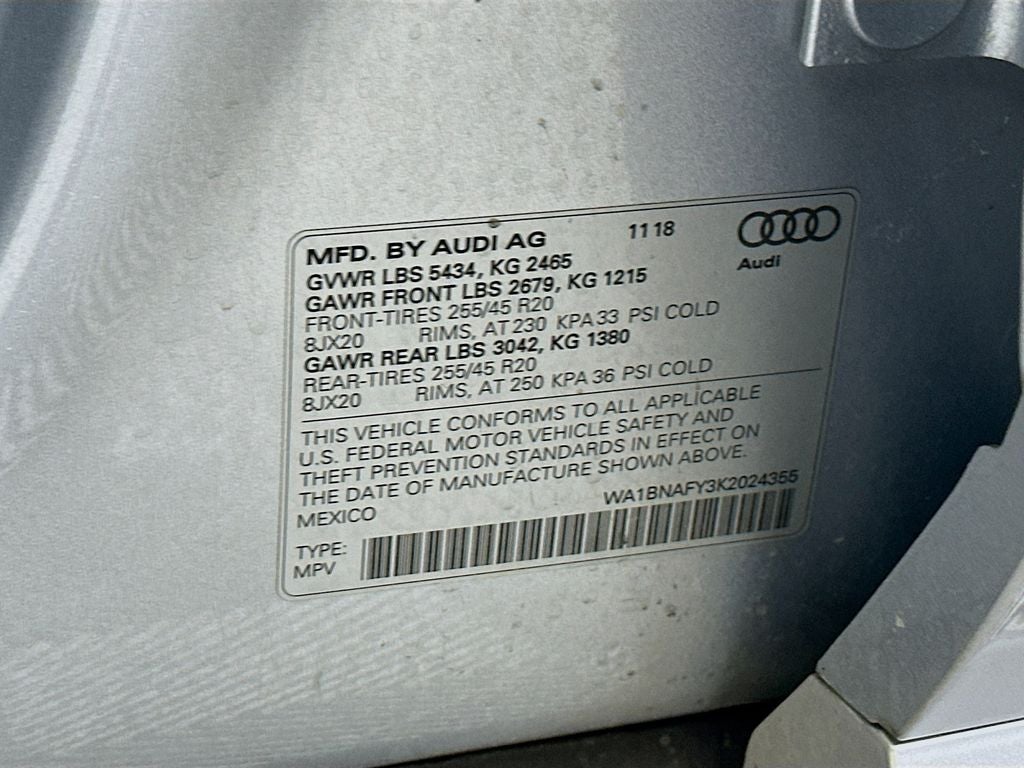 MFD. BY AUDI AG 11 18
Audi
GVWR LBS 5434, KG 2465
GAWR FRONT LBS 2679, KG 1215
FRONT-TIRES 255/45 R20
8JX20 RIMS, AT 230 KPA 33 PSI COLD
GAWR REAR LBS 3042, KG 1380
REAR-TIRES 255/45 R20
8JX20 RIMS, AT 250 KPA 36 PSI COLD
THIS VEHICLE CONFORMS TO ALL APPLICABLE
U.S. FEDERAL MOTOR VEHICLE SAFETY AND
THEFT PREVENTION STANDARDS IN EFFECT ON
THE DATE OF MANUFACTURE SHOWN ABOVE.
MEXICO WA1BNAFY3K2024355
TYPE:
MPV